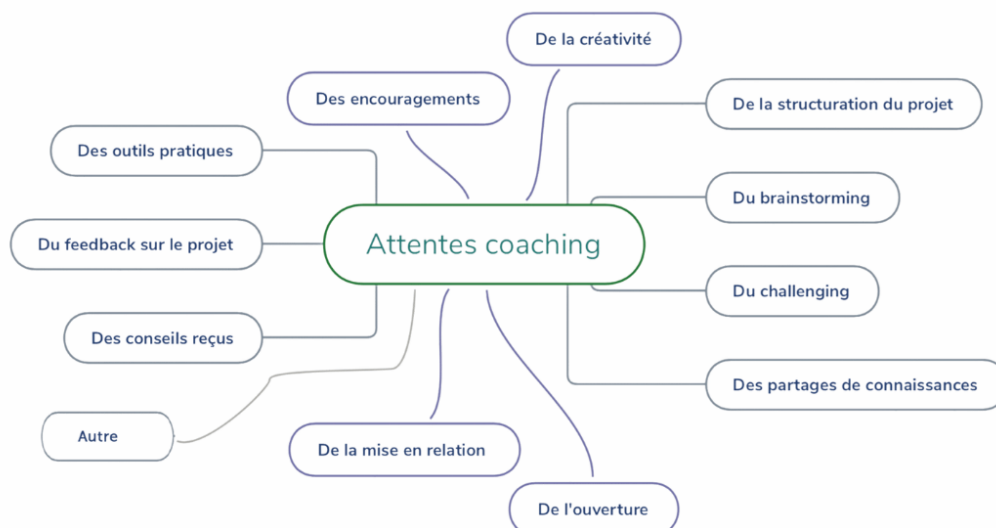 De la créativité
Des encouragements
De la structuration du projet
Des outils pratiques
Du brainstorming
Du feedback sur le projet
Attentes coaching
Du challenging
Des conseils reçus
Des partages de connaissances
Autre
De la mise en relation
De l'ouverture